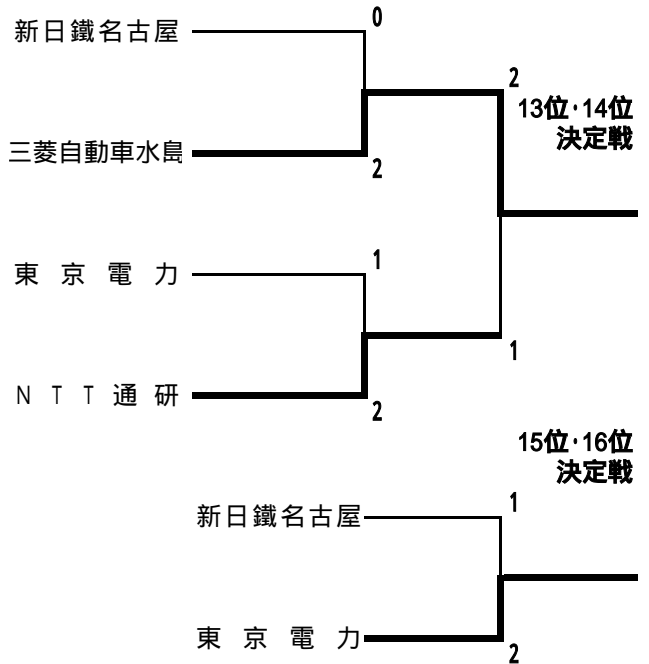 新日鐵名古屋
0
2
13位・14位
決定戦
三菱自動車水島
2
東京電力
1
1
NTT通研
2
15位・16位
決定戦
新日鐵名古屋
1
東京電力
2